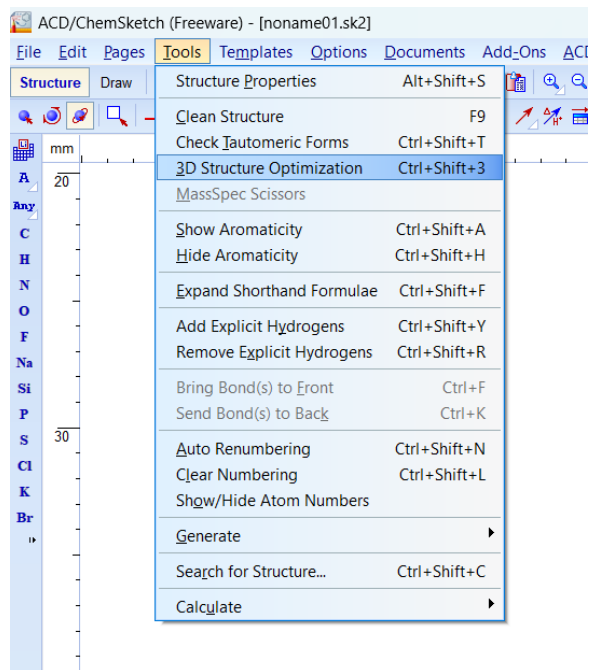 ACD/ChemSketch (Freeware) - [noname01.sk2]
File Edit Pages Tools Templates Options Documents Add-Ons
Structure Draw
mm
20
30
A
Any
C
H
N
O
F
Na
Si
P
S
Cl
K
Br
Structure Properties Alt+Shift+S
Clean Structure F9
Check Tautomeric Forms Ctrl+Shift+T
3D Structure Optimization Ctrl+Shift+3
MassSpec Scissors
Show Aromaticity Ctrl+Shift+A
Hide Aromaticity Ctrl+Shift+H
Expand Shorthand Formulae Ctrl+Shift+F
Add Explicit Hydrogens Ctrl+Shift+Y
Remove Explicit Hydrogens Ctrl+Shift+R
Bring Bond(s) to Front Ctrl+F
Send Bond(s) to Back Ctrl+K
Auto Renumbering Ctrl+Shift+N
Clear Numbering Ctrl+Shift+L
Show/Hide Atom Numbers
Generate
Search for Structure... Ctrl+Shift+C
Calculate